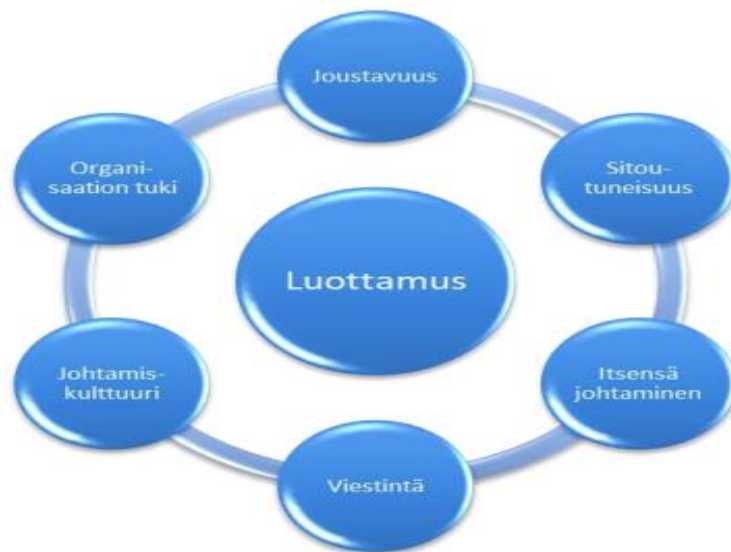 Joustavuus
Sitou-
tuneisuus
Itsensä
johtaminen
Viestintä
Johtamis-
kulttuuri
Organi-
saation tuki
Luottamus